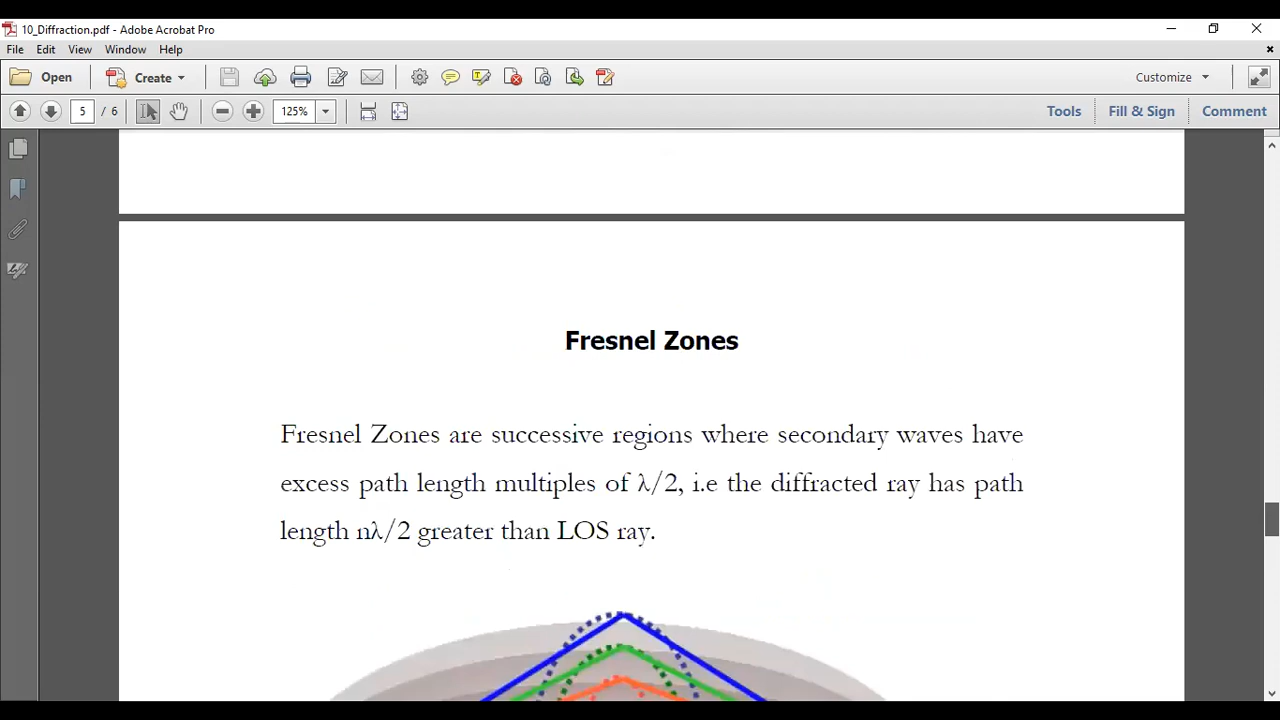 10_Diffraction.pdf - Adobe Acrobat Pro
File Edit View Window Help
Open Create Customize
5 / 6 125% Tools Fill & Sign Comment
Fresnel Zones
Fresnel Zones are successive regions where secondary waves have
excess path length multiples of λ/2, i.e the diffracted ray has path
length nλ/2 greater than LOS ray.